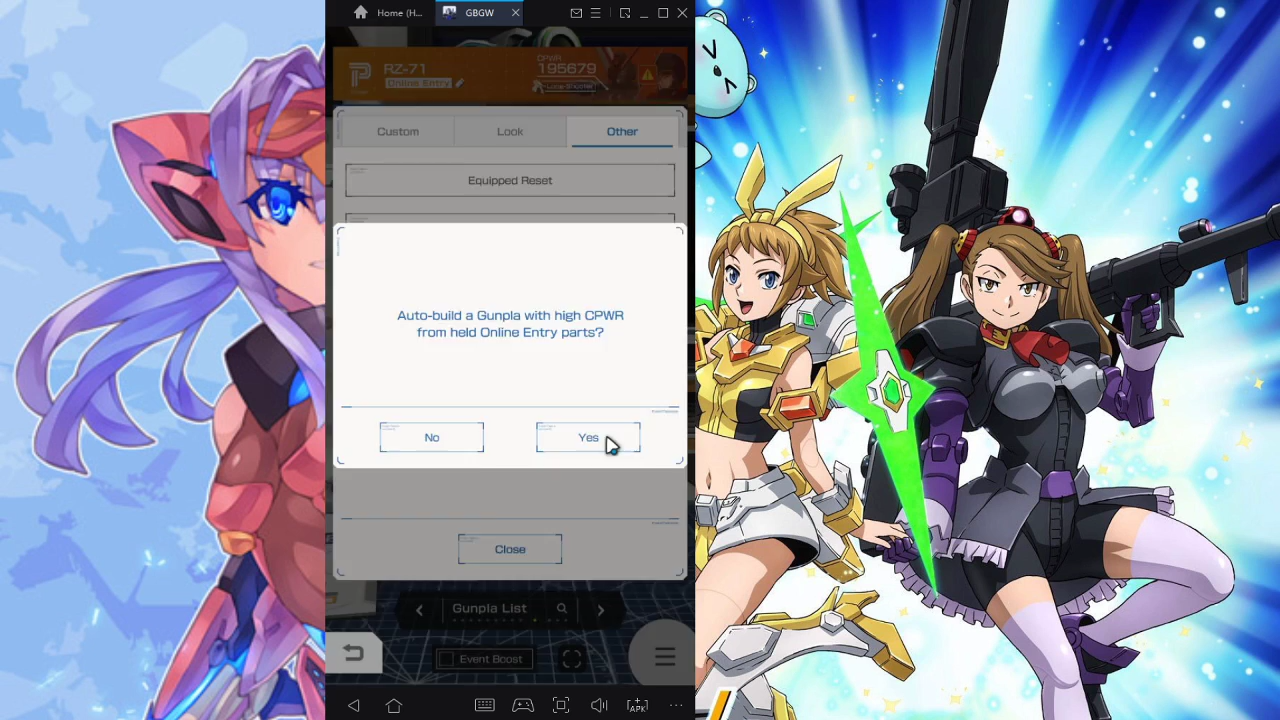 Home (H...
GBGW
RZ-71
Online Entry
CPWR
195679
Custom
Look
Other
Equipped Reset
Auto-build a Gunpla with high CPWR
from held Online Entry parts?
No
Yes
Close
Gunpla List
Event Boost
APK